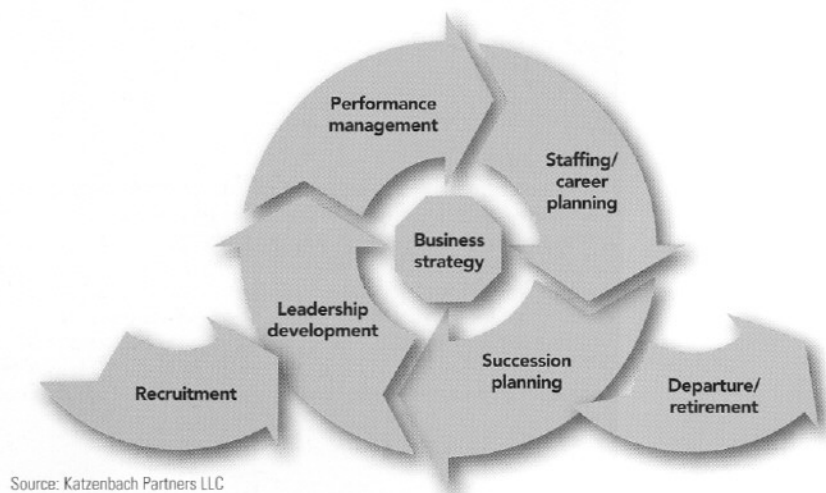 Performance
management
Staffing/
career
planning
Business
strategy
Leadership
development
Succession
planning
Recruitment
Departure/
retirement
Source: Katzenbach Partners LLC